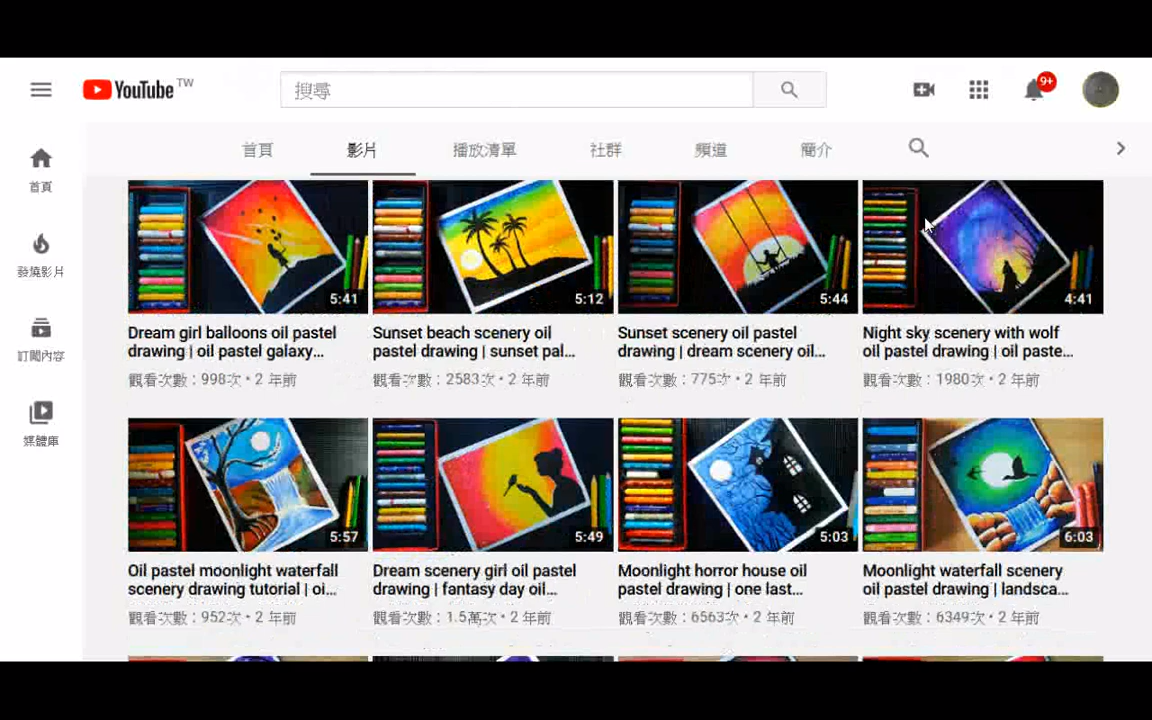 YouTube TW
搜尋
9+
首頁 影片 播放清單 社群 頻道 簡介
首頁
發燒影片
訂閱內容
媒體庫
5:41 5:12 5:44 4:41
Dream girl balloons oil pastel
drawing | oil pastel galaxy...
觀看次數：998次 • 2 年前
Sunset beach scenery oil
pastel drawing | sunset pal...
觀看次數：2583次 • 2 年前
Sunset scenery oil pastel
drawing | dream scenery oil...
觀看次數：775次 • 2 年前
Night sky scenery with wolf
oil pastel drawing | oil paste...
觀看次數：1980次 • 2 年前
5:57 5:49 5:03 6:03
Oil pastel moonlight waterfall
scenery drawing tutorial | oi...
觀看次數：952次 • 2 年前
Dream scenery girl oil pastel
drawing | fantasy day oil...
觀看次數：1.5萬次 • 2 年前
Moonlight horror house oil
pastel drawing | one last...
觀看次數：6563次 • 2 年前
Moonlight waterfall scenery
oil pastel drawing | landsca...
觀看次數：6349次 • 2 年前